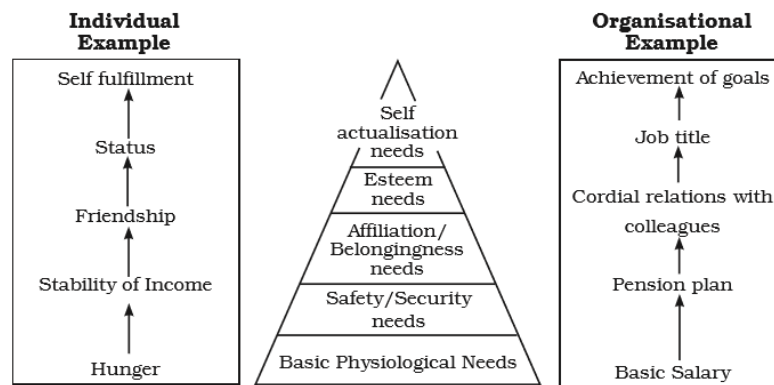 Individual
Example
Self fulfillment
Status
Friendship
Stability of Income
Hunger
Self
actualisation
needs
Esteem
needs
Affiliation/
Belongingness
needs
Safety/Security
needs
Basic Physiological Needs
Organisational
Example
Achievement of goals
Job title
Cordial relations with
colleagues
Pension plan
Basic Salary